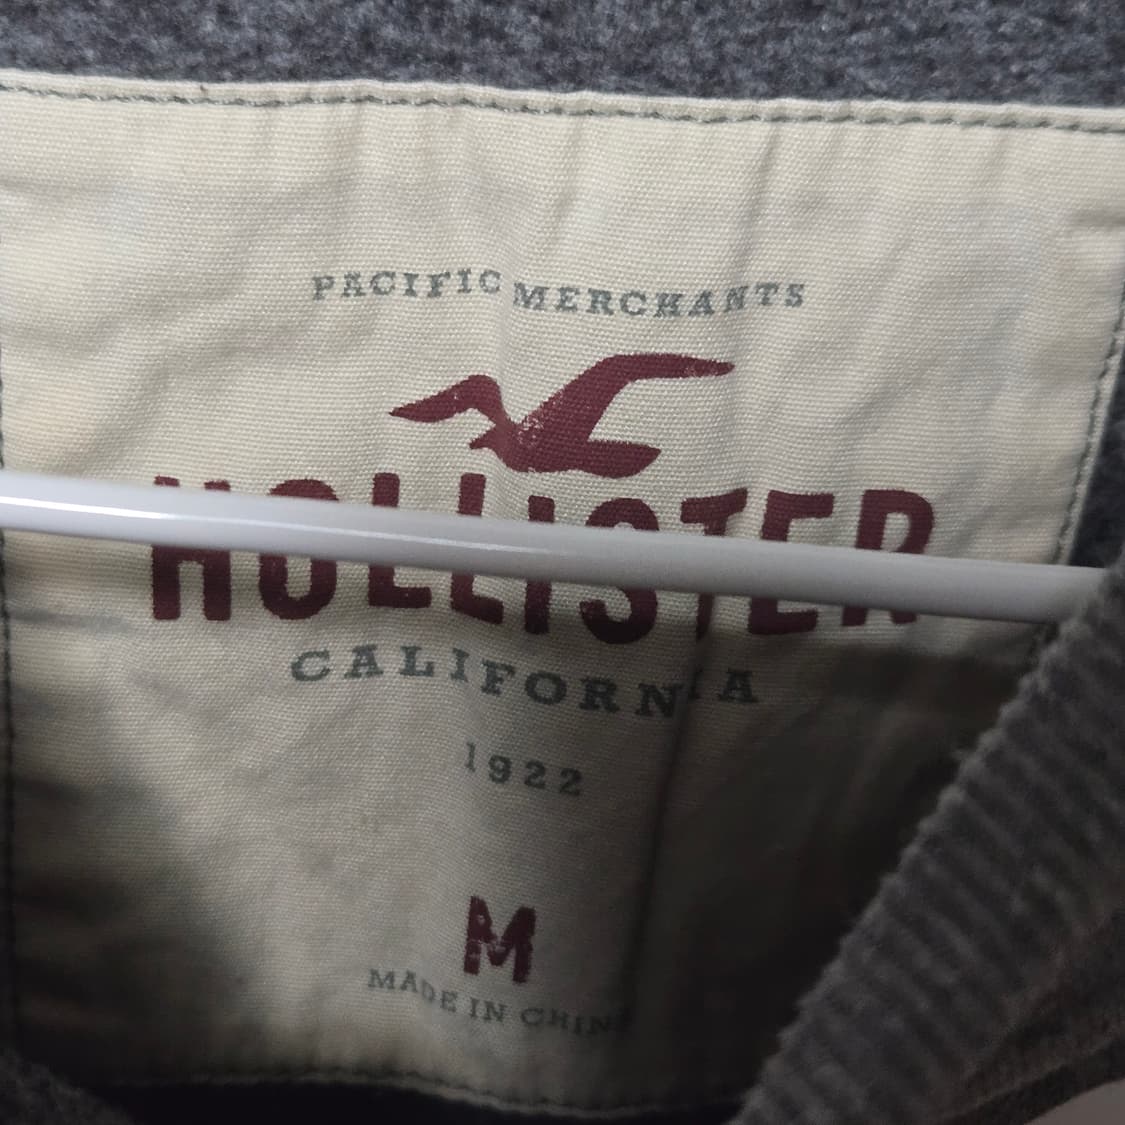 PACIFIC MERCHANTS
HOLLISTER
CALIFORNIA
1922
M
MADE IN CHINA